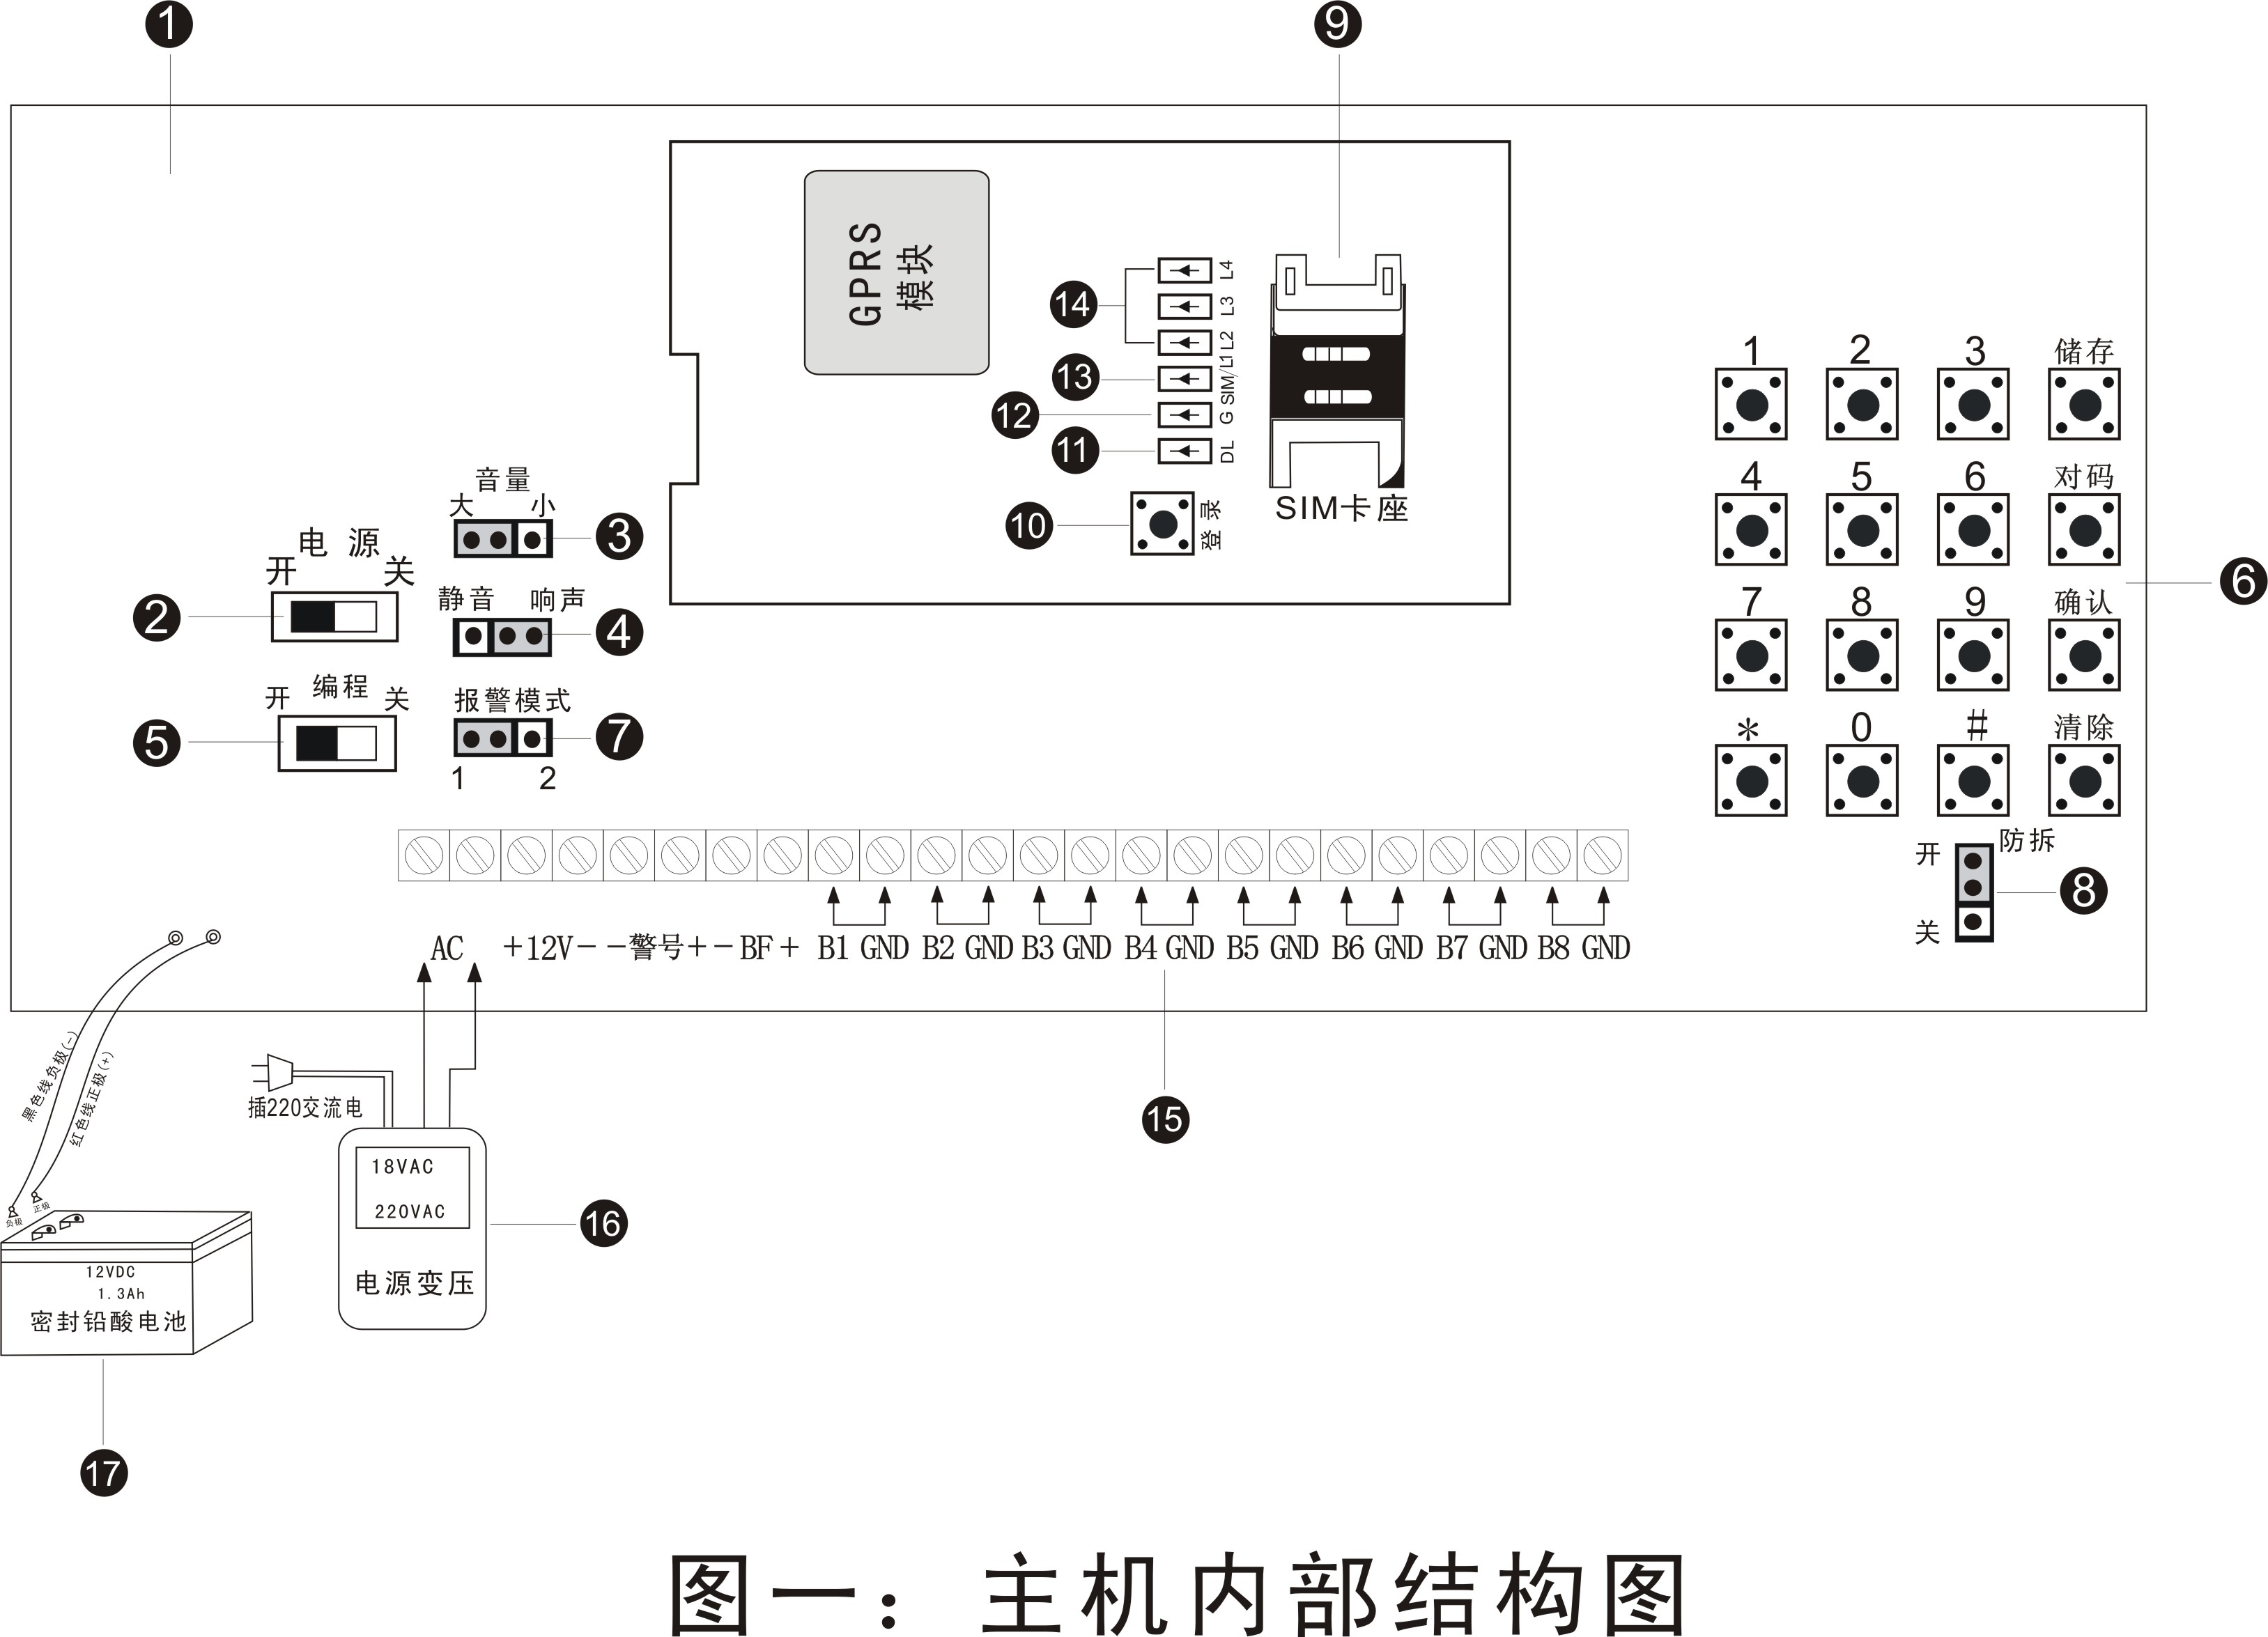 1
9
GPRS
模块
L4
L3
L2
SIM/L1
G
DL
14
13
12
11
10
登录
SIM卡座
音量
大 小
3
电 源
开 关
2
静音 响声
4
编程
开 关
5
报警模式
7
1 2
1 2 3 储存
4 5 6 对码
6
7 8 9 确认
* 0 # 清除
防拆
开
8
关
AC +12V- -警号+ -BF+ B1 GND B2 GND B3 GND B4 GND B5 GND B6 GND B7 GND B8 GND
黑色线负极(-)
红色线正极(+)
插220交流电
15
18VAC
220VAC
16
电源变压
负极
正极
12VDC
1.3Ah
密封铅酸电池
17
图一：主机内部结构图